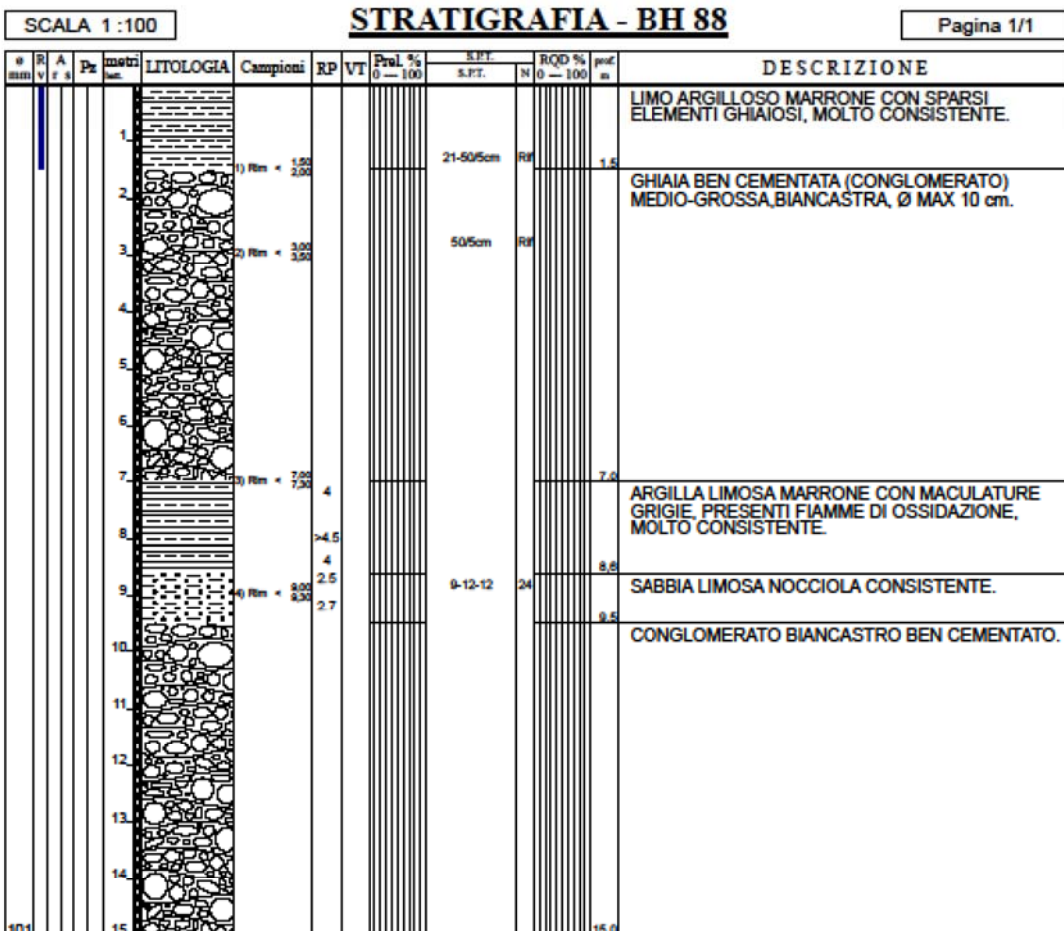 SCALA 1 :100
STRATIGRAFIA - BH 88
Pagina 1/1
ø mm
R v
A r s
Pz
metri batt.
LITOLOGIA
Campioni
RP
VT
Prel. % 0 — 100
S.P.T.
S.P.T.
N
RQD % 0 — 100
prof. m
DESCRIZIONE
LIMO ARGILLOSO MARRONE CON SPARSI
ELEMENTI GHIAIOSI, MOLTO CONSISTENTE.
1
21-50/5cm Rif
1.5
1) Rim < 1,50 2,00
GHIAIA BEN CEMENTATA (CONGLOMERATO)
MEDIO-GROSSA,BIANCASTRA, Ø MAX 10 cm.
2
50/5cm Rif
3
2) Rim < 3,00 3,50
4
5
6
7
3) Rim < 7,00 7,30
7.0
4
ARGILLA LIMOSA MARRONE CON MACULATURE
GRIGIE, PRESENTI FIAMME DI OSSIDAZIONE,
MOLTO CONSISTENTE.
8
>4.5
4
8.6
2.5
9
4) Rim < 9,00 9,30
9-12-12 24
SABBIA LIMOSA NOCCIOLA CONSISTENTE.
2.7
9.5
CONGLOMERATO BIANCASTRO BEN CEMENTATO.
10
11
12
13
14
101
15
15.0